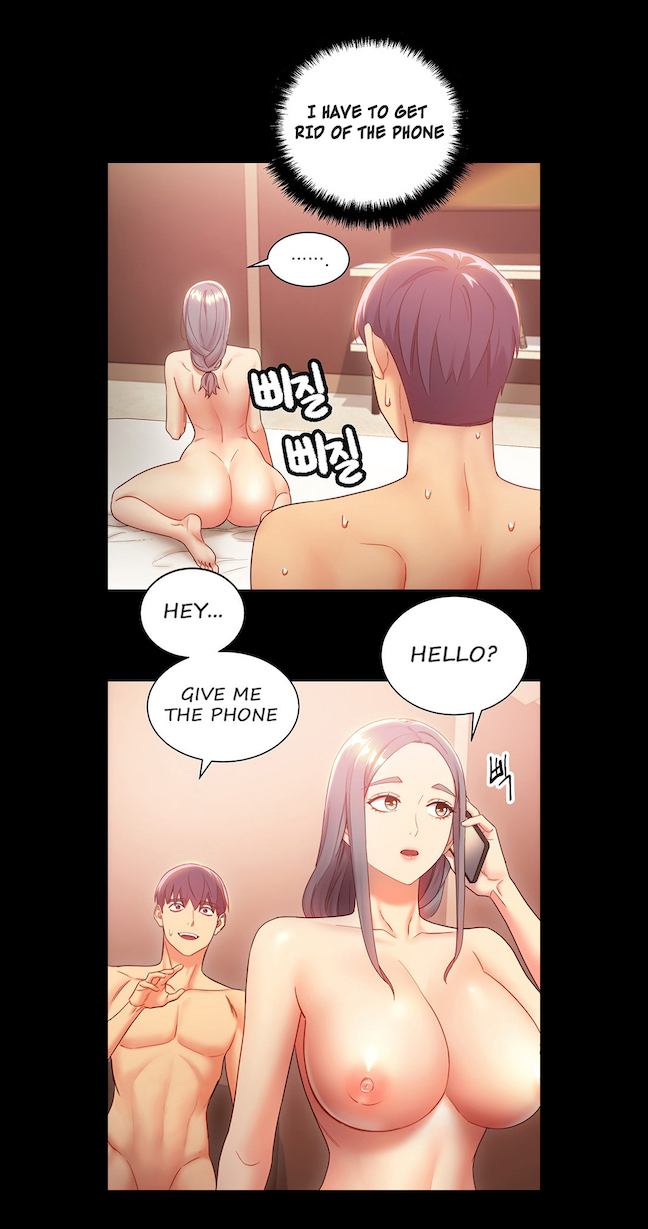 I HAVE TO GET
RID OF THE PHONE
.......
삐질
삐질
HEY...
GIVE ME
THE PHONE
HELLO?
삑